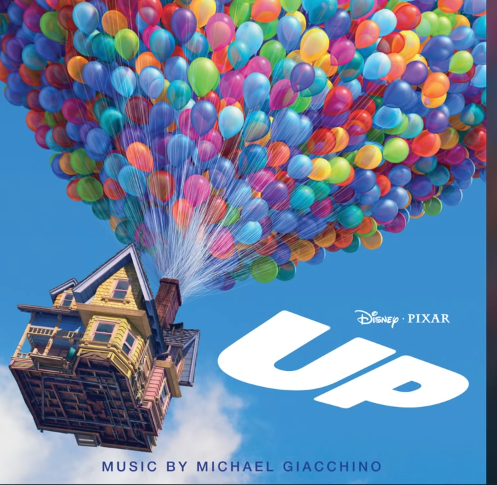 Disney · PIXAR
UP
MUSIC BY MICHAEL GIACCHINO